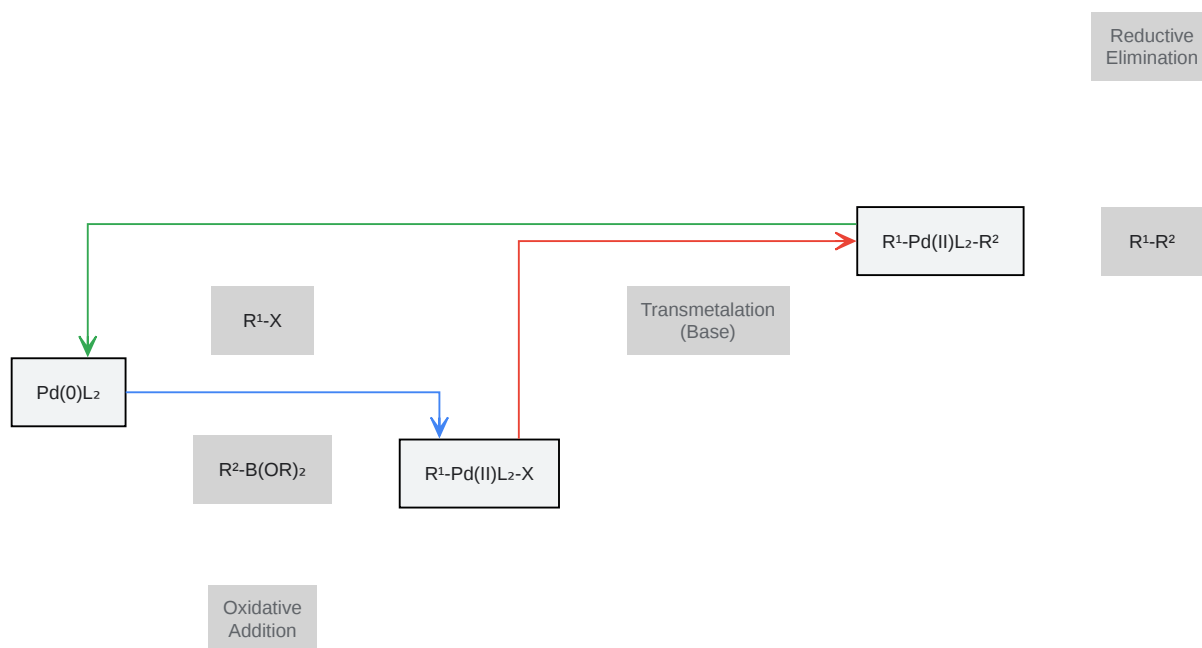 Reductive
Elimination
R¹-Pd(II)L₂-R²
R¹-R²
R¹-X
Transmetalation
(Base)
Pd(0)L₂
R²-B(OR)₂
R¹-Pd(II)L₂-X
Oxidative
Addition